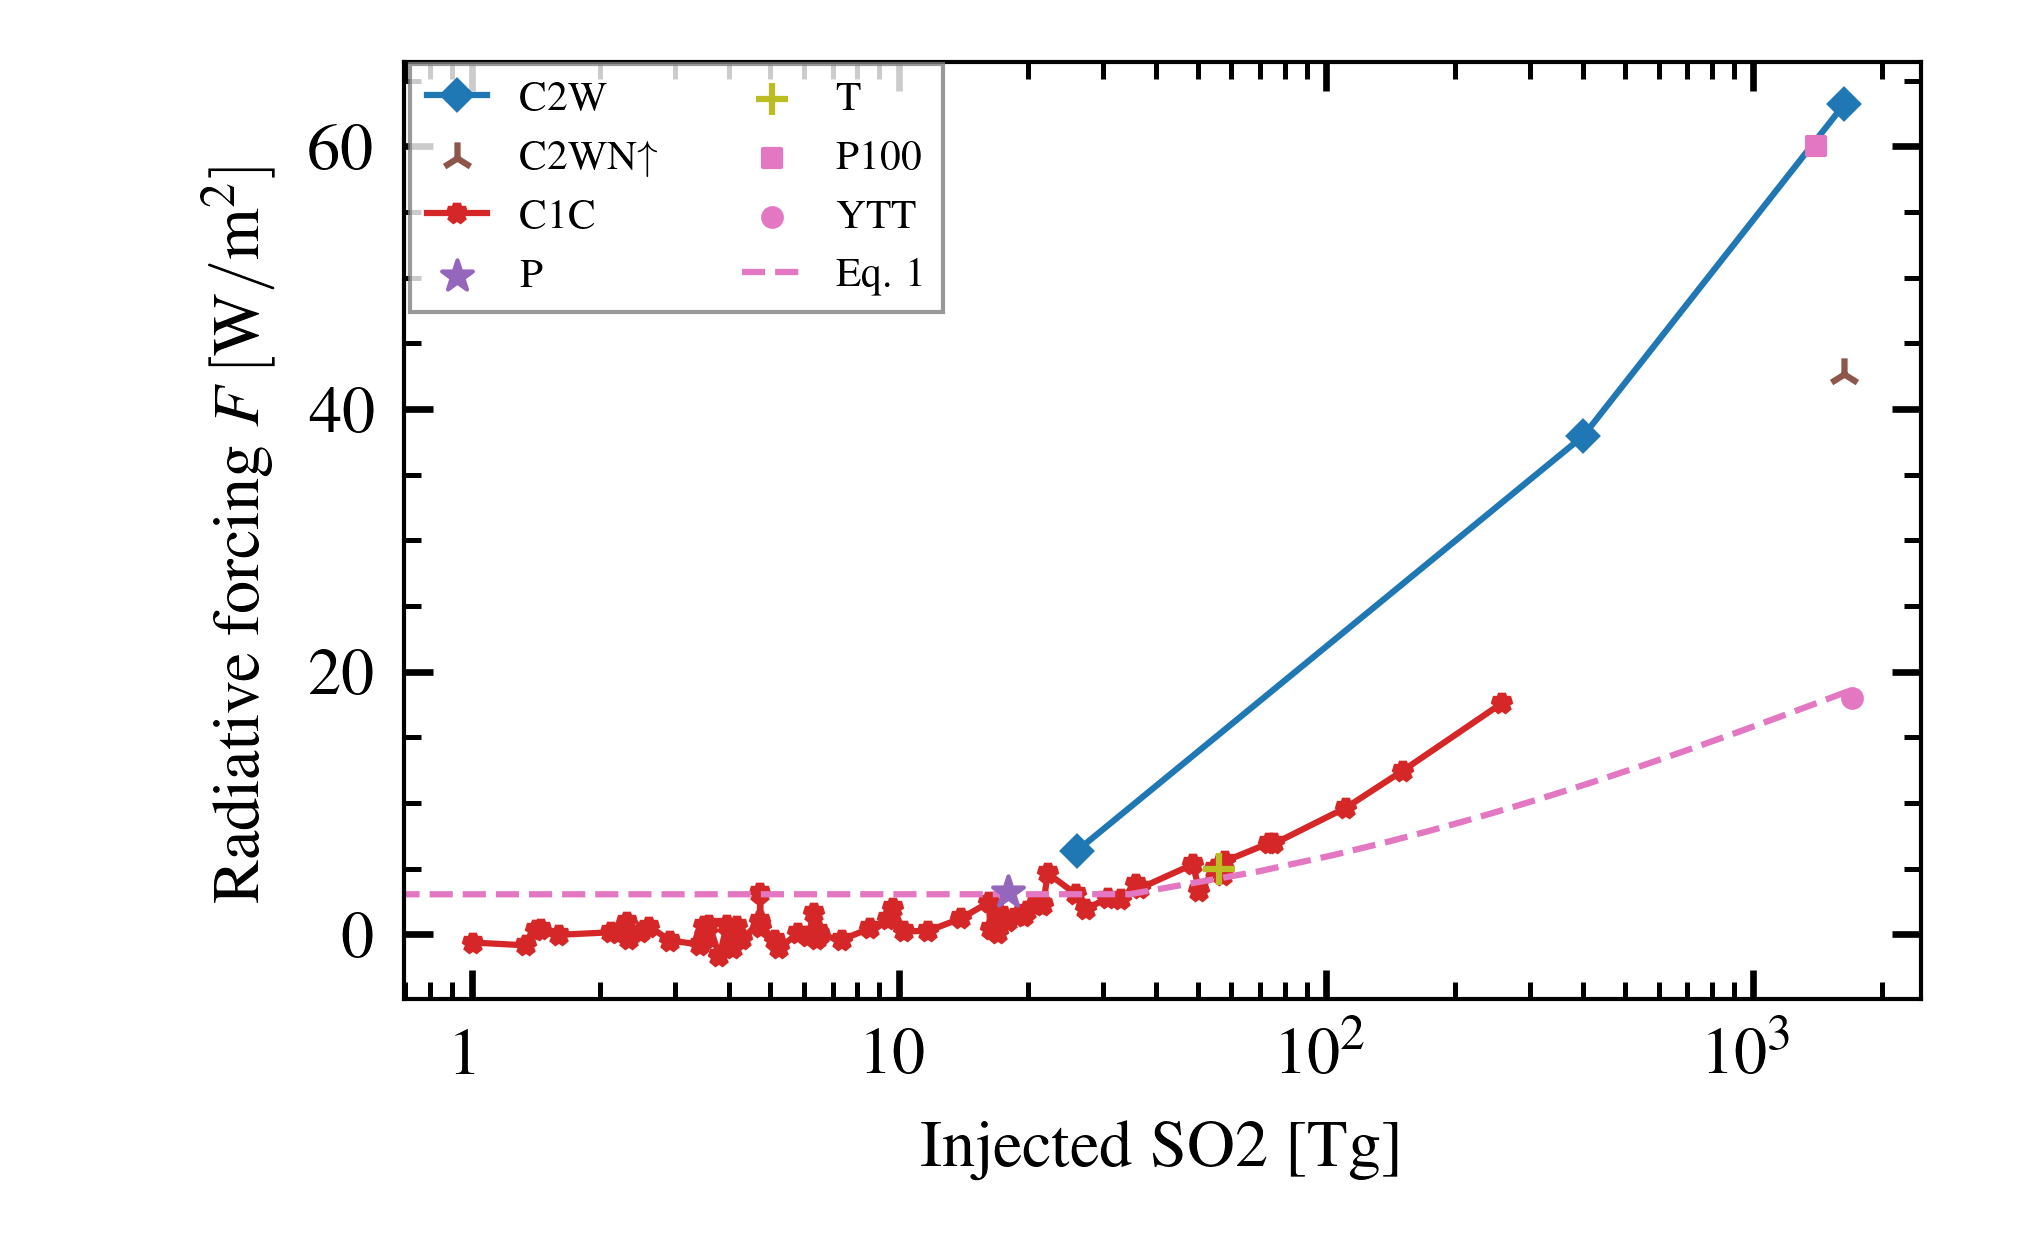 C2W
C2WN↑
C1C
P
T
P100
YTT
Eq. 1
Radiative forcing F [W/m²]
60
40
20
0
1
10
10²
10³
Injected SO2 [Tg]